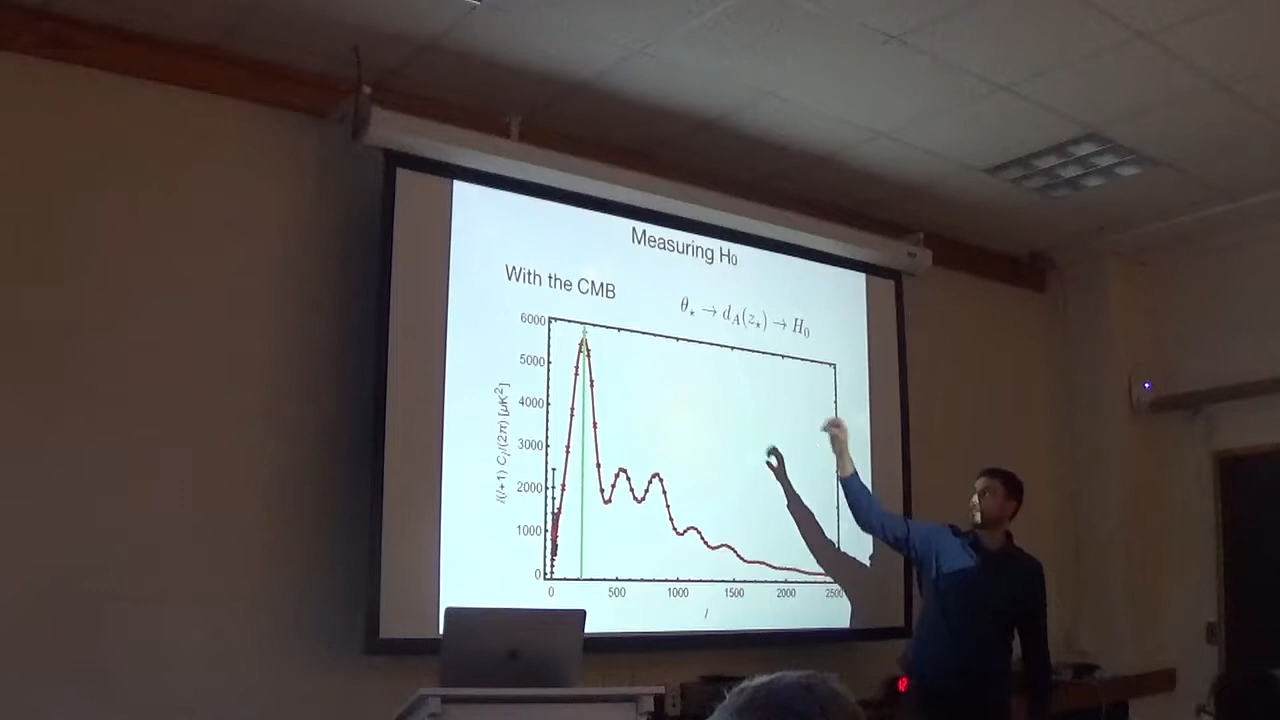 Measuring H₀
With the CMB
θ⋆ → d_A(z⋆) → H₀
6000
5000
4000
3000
2000
1000
0
l(l+1) Cₗ/(2π) [μK²]
0 500 1000 1500 2000 2500
l